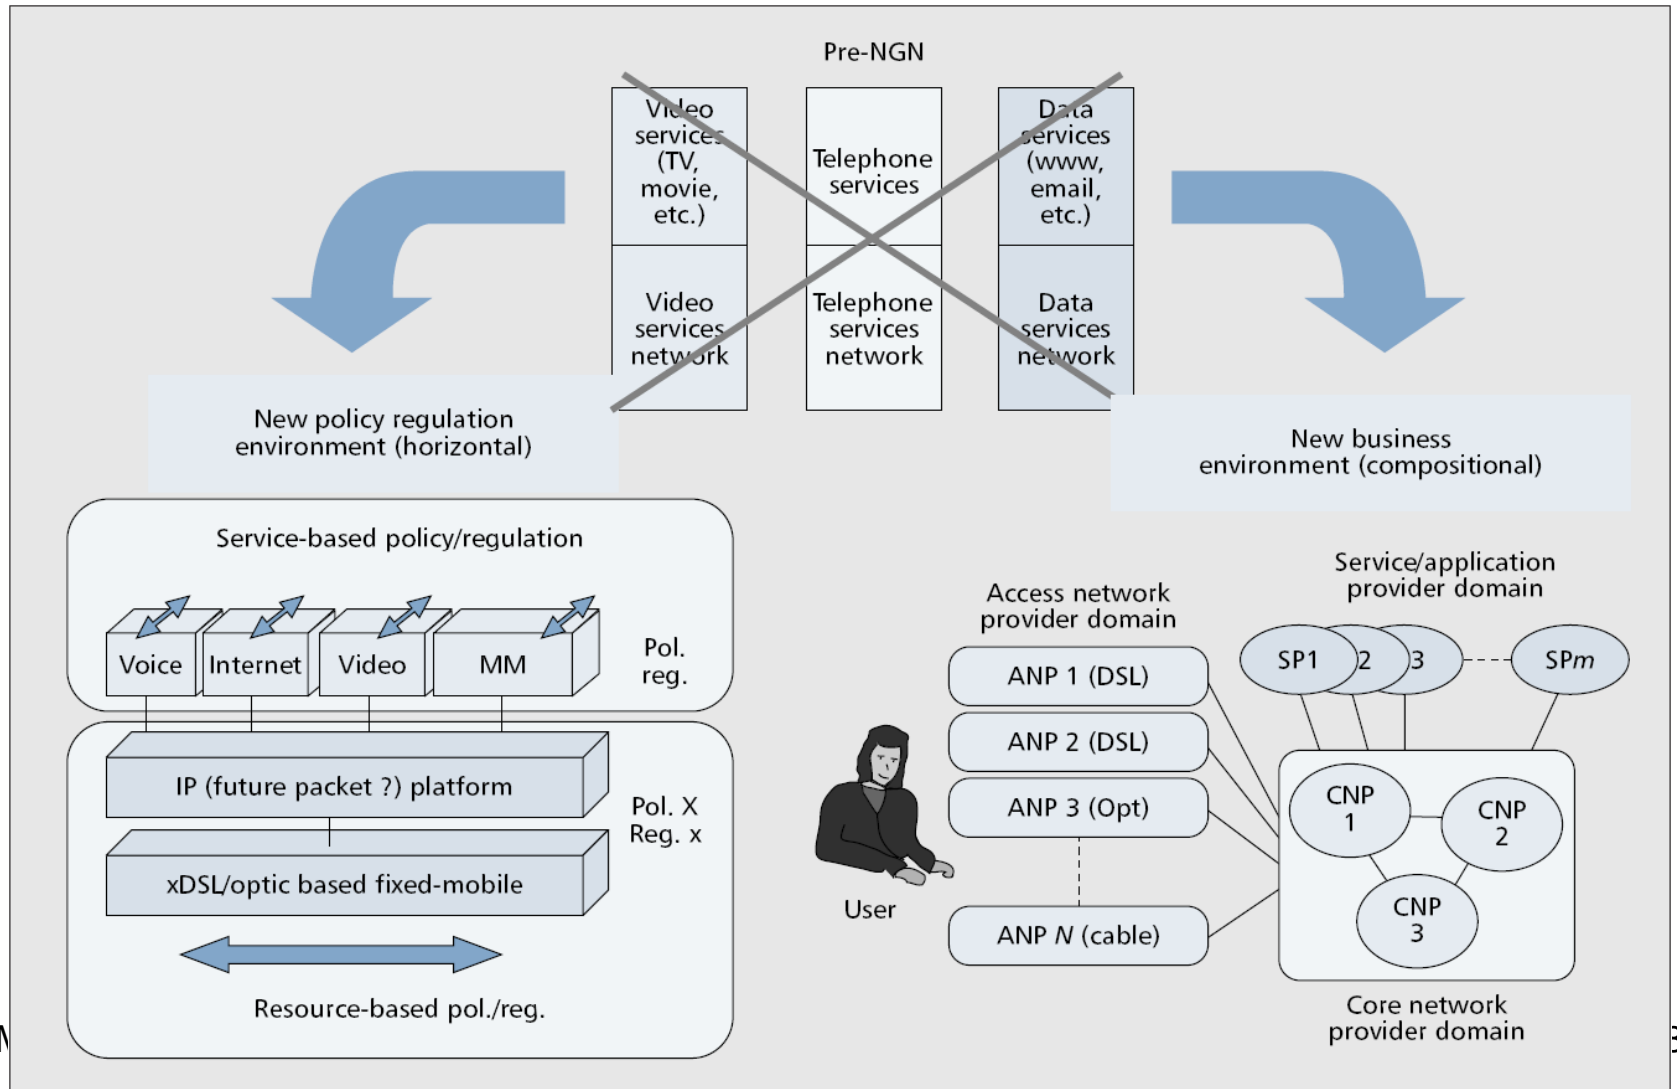 Pre-NGN
Video
services
(TV,
movie,
etc.)
Telephone
services
Data
services
(www,
email,
etc.)
Video
services
network
Telephone
services
network
Data
services
network
New policy regulation
environment (horizontal)
New business
environment (compositional)
Service-based policy/regulation
Voice
Internet
Video
MM
Pol.
reg.
IP (future packet ?) platform
Pol. X
Reg. x
xDSL/optic based fixed-mobile
Resource-based pol./reg.
User
Access network
provider domain
ANP 1 (DSL)
ANP 2 (DSL)
ANP 3 (Opt)
ANP N (cable)
Service/application
provider domain
SP1
2
3
SPm
CNP
1
CNP
2
CNP
3
Core network
provider domain